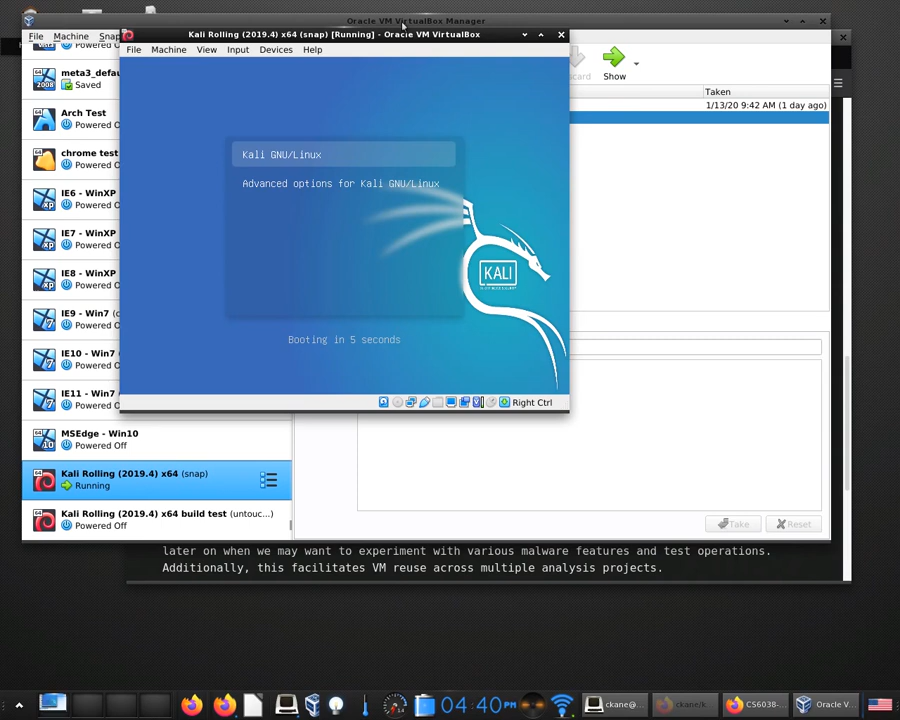 Oracle VM VirtualBox Manager
File Machine Snap
Kali Rolling (2019.4) x64 (snap) [Running] - Oracle VM VirtualBox
File Machine View Input Devices Help
Powered O
meta3_defau
Saved
Arch Test
Powered O
chrome test
Powered O
IE6 - WinXP
Powered O
IE7 - WinXP
Powered O
IE8 - WinXP
Powered O
IE9 - Win7 (c
Powered O
IE10 - Win7
Powered O
IE11 - Win7
Powered O
MSEdge - Win10
Powered Off
Kali Rolling (2019.4) x64 (snap)
Running
Kali Rolling (2019.4) x64 build test (untouc...)
Powered Off
Kali GNU/Linux
Advanced options for Kali GNU/Linux
KALI
Booting in 5 seconds
Right Ctrl
card
Show
Taken
1/13/20 9:42 AM (1 day ago)
Take
Reset
later on when we may want to experiment with various malware features and test operations.
Additionally, this facilitates VM reuse across multiple analysis projects.
04:40PM
ckane@...
ckane/k
CS6038-...
Oracle V...